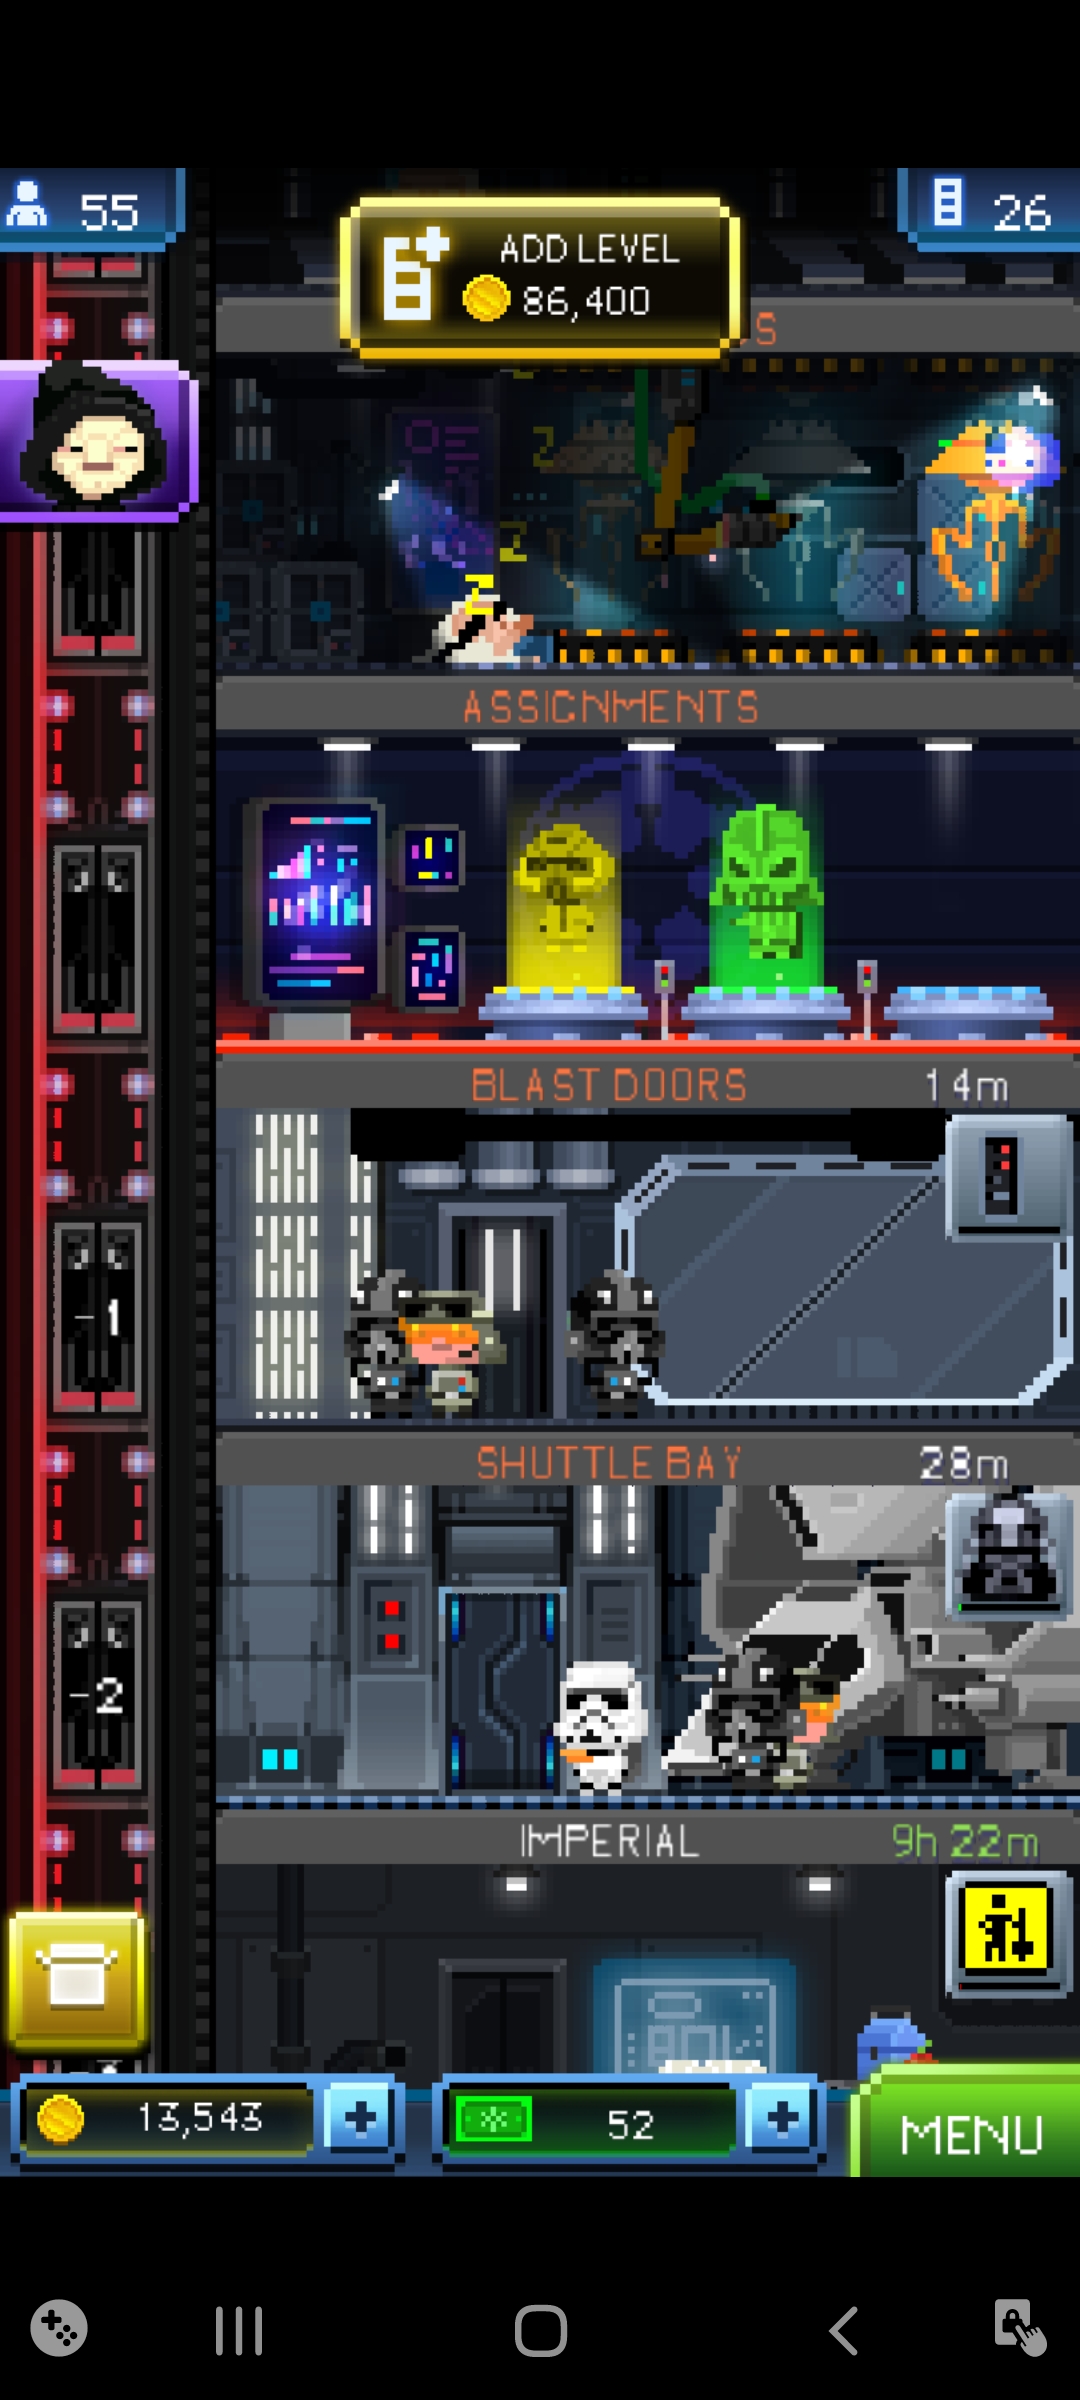 55
ADD LEVEL
86,400
26
S
ASSIGNMENTS
BLAST DOORS 14m
-1
SHUTTLE BAY 28m
-2
IMPERIAL 9h 22m
13,543
52
MENU